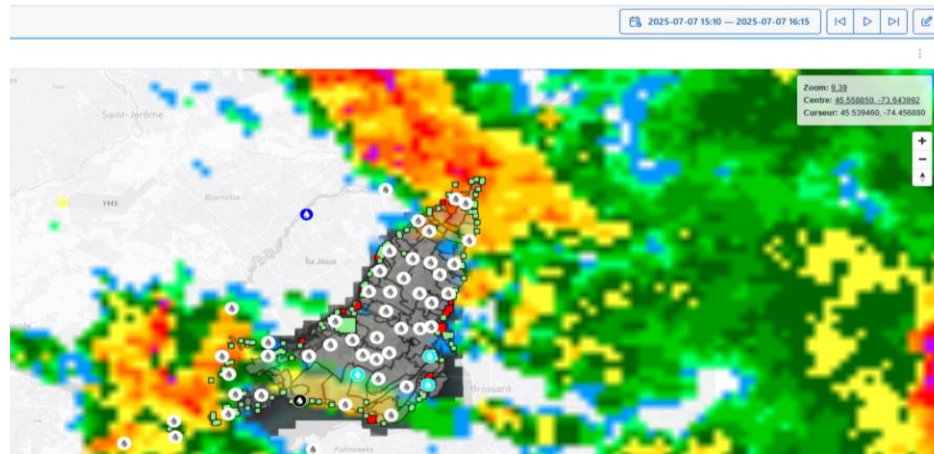 2025-07-07 15:10 — 2025-07-07 16:15
Zoom: 9.39
Centre: 45.558850, -73.643992
Curseur: 45.539460, -74.456880
Saint-Jérôme
YMX
Blainville
Île Jésus
Brossard
Kahnawake